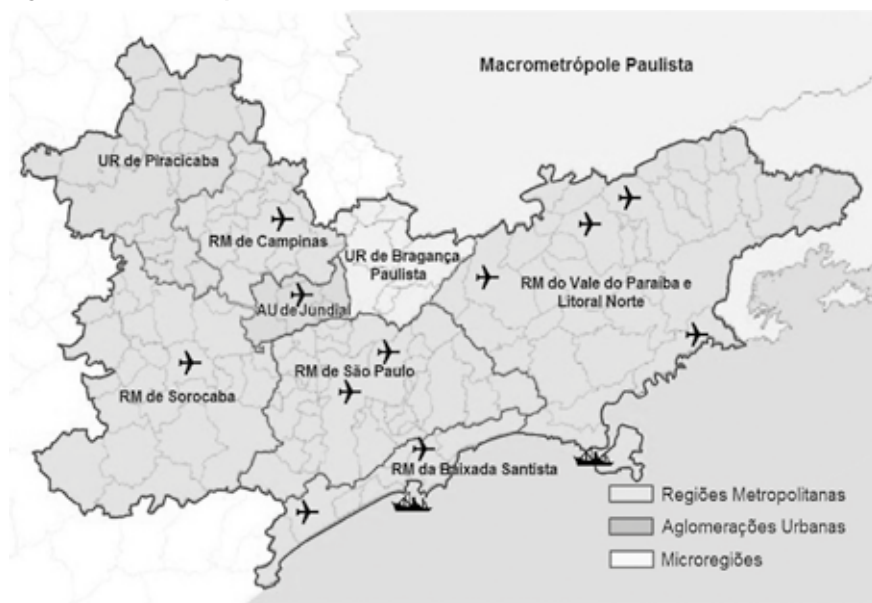 Macrometrópole Paulista
UR de Piracicaba
RM de Campinas
UR de Bragança
Paulista
RM do Vale do Paraíba e
Litoral Norte
AU de Jundiaí
RM de São Paulo
RM de Sorocaba
RM da Baixada Santista
Regiões Metropolitanas
Aglomerações Urbanas
Microregiões